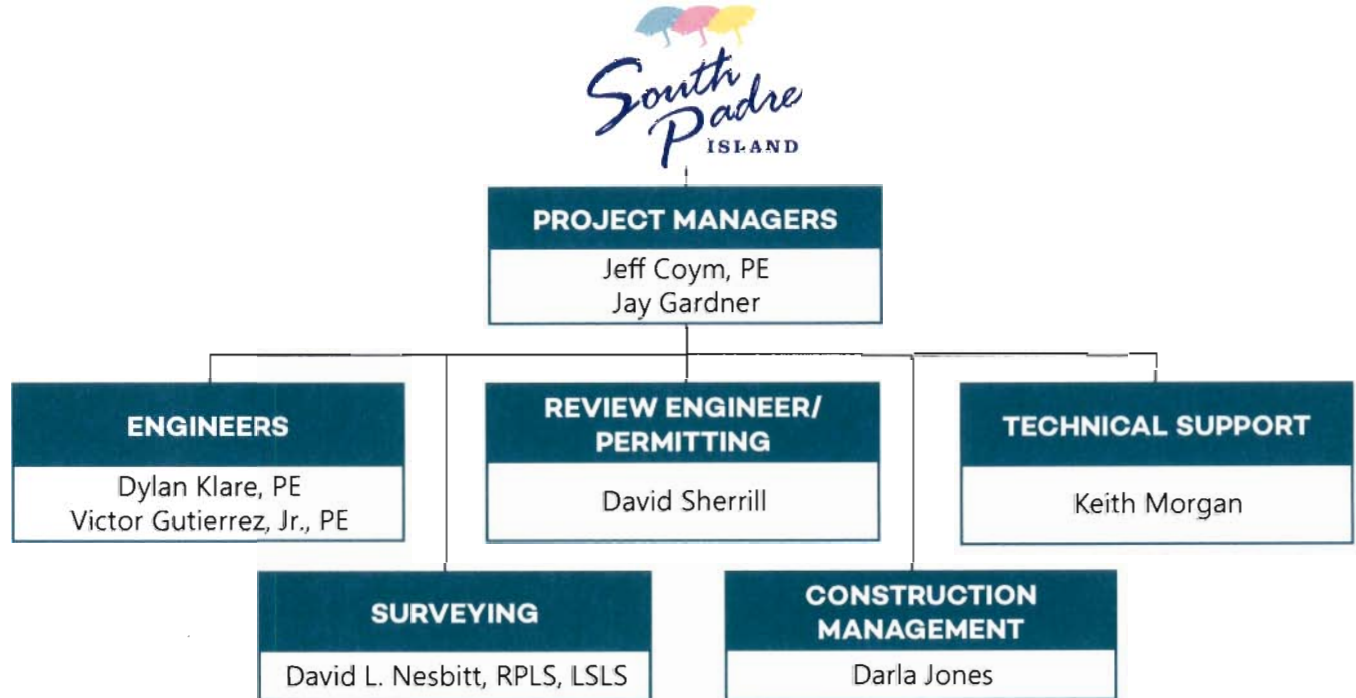 South
Padre
ISLAND
PROJECT MANAGERS
Jeff Coym, PE
Jay Gardner
ENGINEERS
Dylan Klare, PE
Victor Gutierrez, Jr., PE
REVIEW ENGINEER/
PERMITTING
David Sherrill
TECHNICAL SUPPORT
Keith Morgan
SURVEYING
David L. Nesbitt, RPLS, LSLS
CONSTRUCTION
MANAGEMENT
Darla Jones